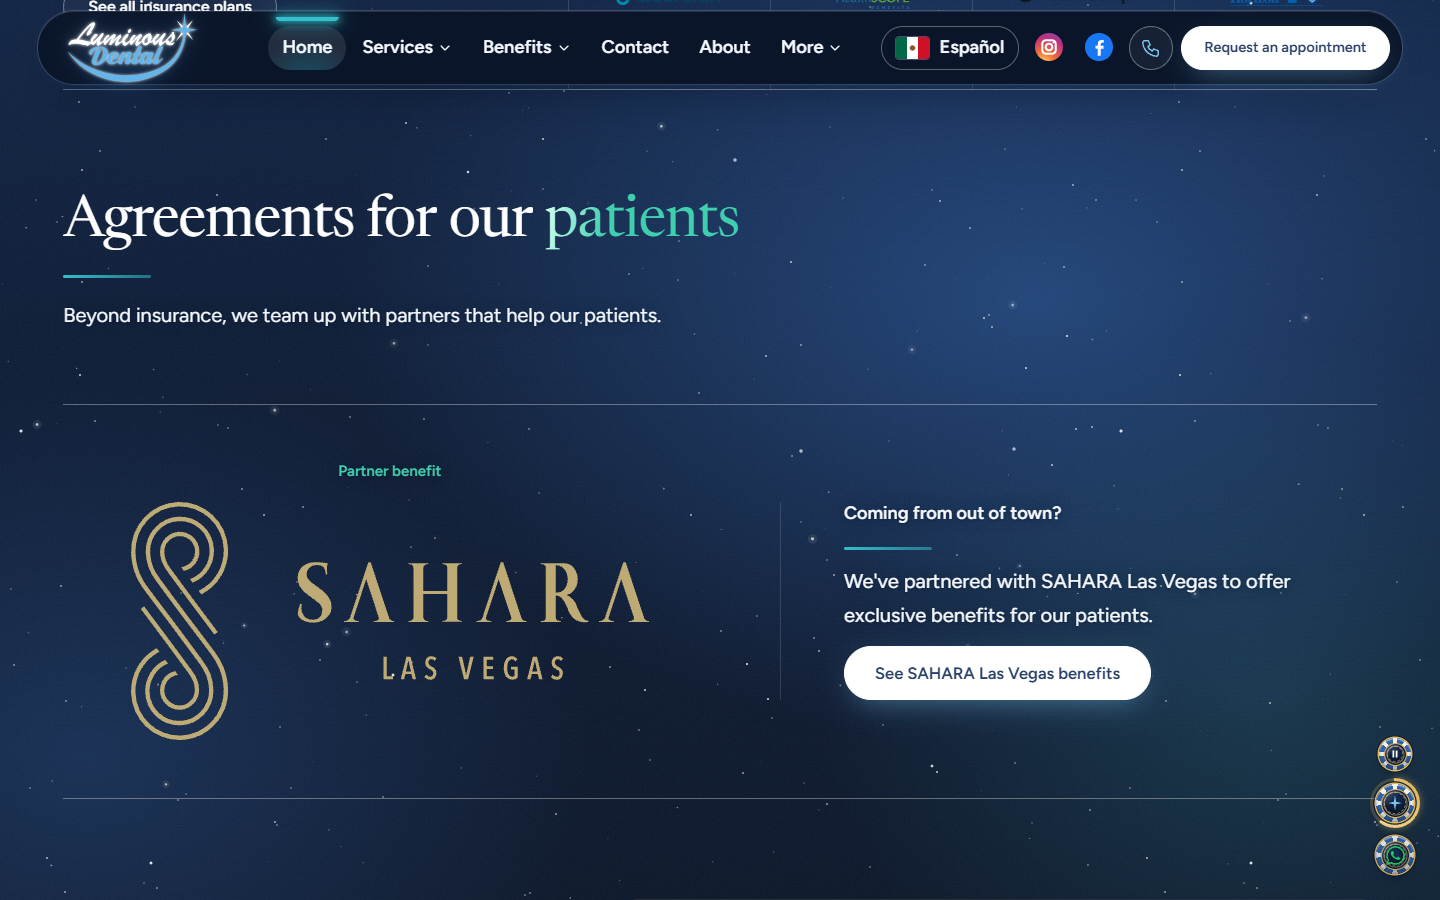 See all insurance plans
Luminous Dental
Home
Services
Benefits
Contact
About
More
Español
Request an appointment
Agreements for our patients
Beyond insurance, we team up with partners that help our patients.
Partner benefit
SAHARA
LAS VEGAS
Coming from out of town?
We've partnered with SAHARA Las Vegas to offer
exclusive benefits for our patients.
See SAHARA Las Vegas benefits